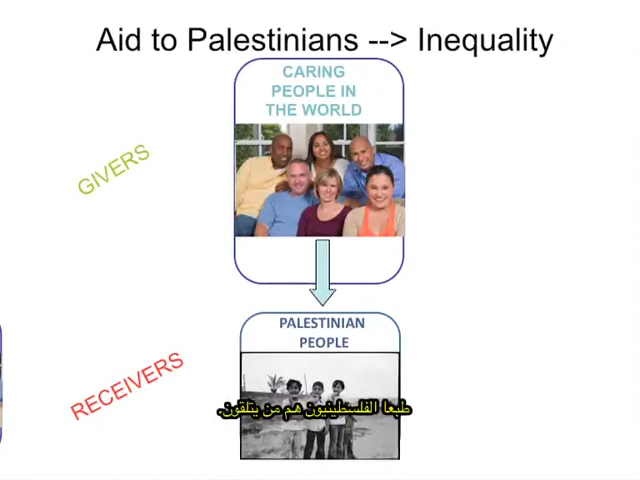 Aid to Palestinians --> Inequality
CARING
PEOPLE IN
THE WORLD
GIVERS
PALESTINIAN
PEOPLE
RECEIVERS
طبعا الفلسطينيون هم من يتلقون.